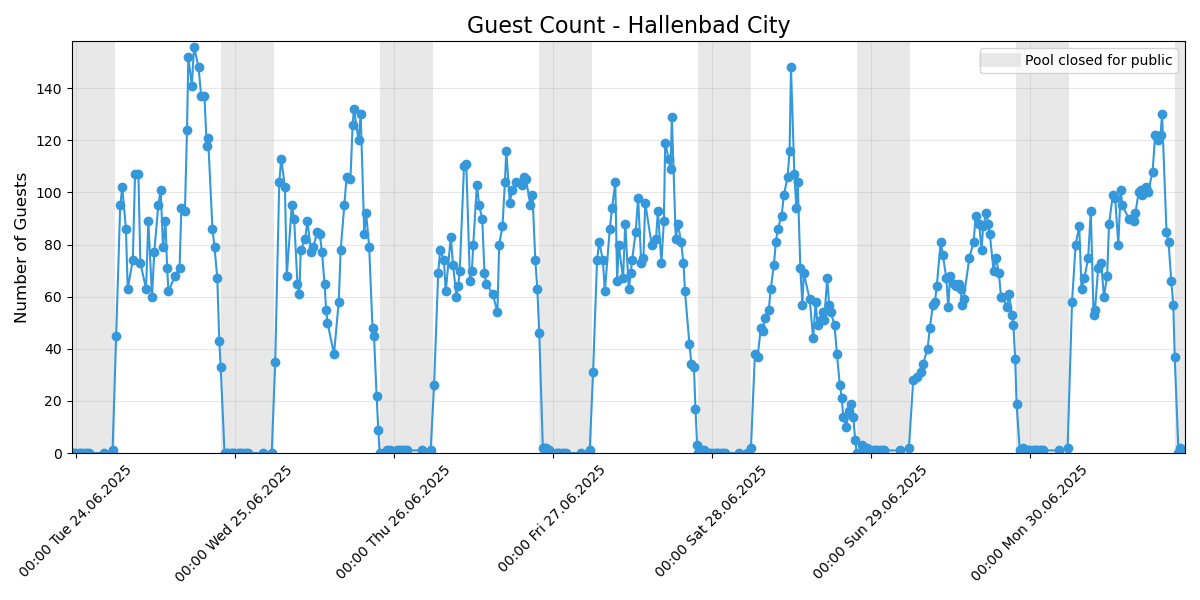 Guest Count - Hallenbad City
Pool closed for public
Number of Guests
140
120
100
80
60
40
20
0
00:00 Tue 24.06.2025
00:00 Wed 25.06.2025
00:00 Thu 26.06.2025
00:00 Fri 27.06.2025
00:00 Sat 28.06.2025
00:00 Sun 29.06.2025
00:00 Mon 30.06.2025